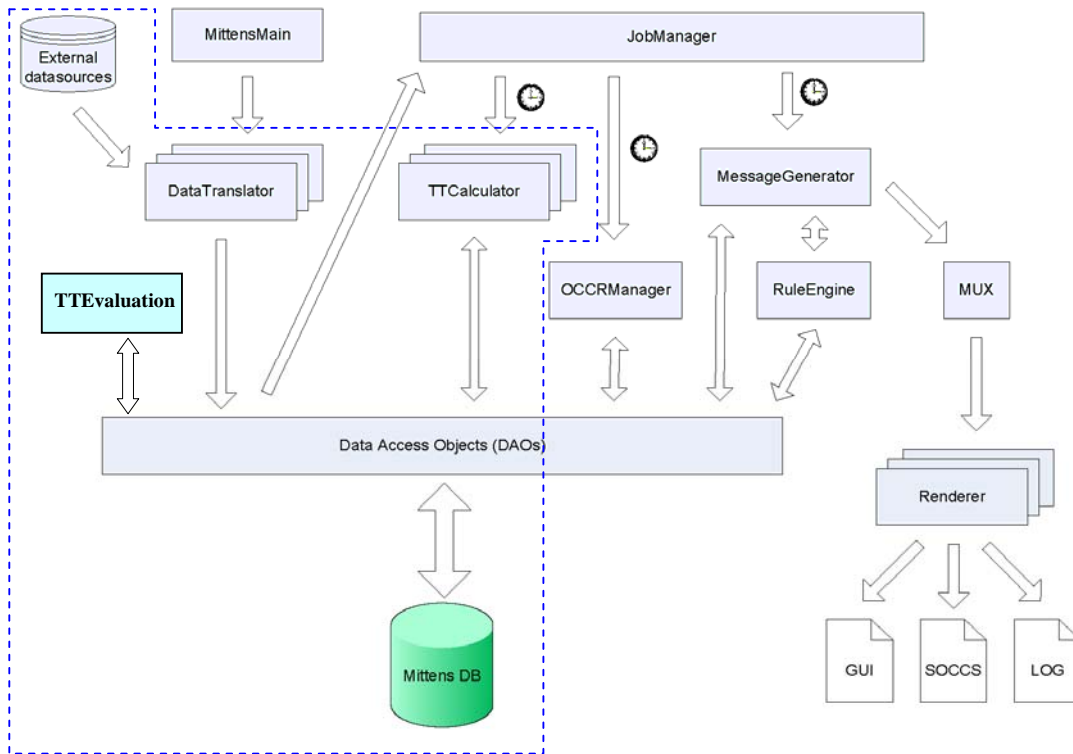 External
datasources
MittensMain
JobManager
DataTranslator
TTCalculator
MessageGenerator
TTEvaluation
OCCRManager
RuleEngine
MUX
Data Access Objects (DAOs)
Renderer
Mittens DB
GUI
SOCCS
LOG